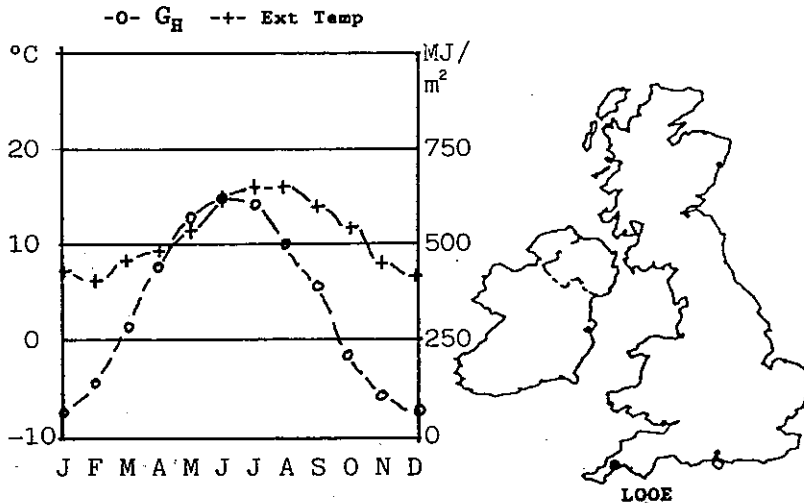 -o- G_H -+- Ext Temp
°C MJ/
m²
20 750
10 500
0 250
-10 0
J F M A M J J A S O N D
LOOE